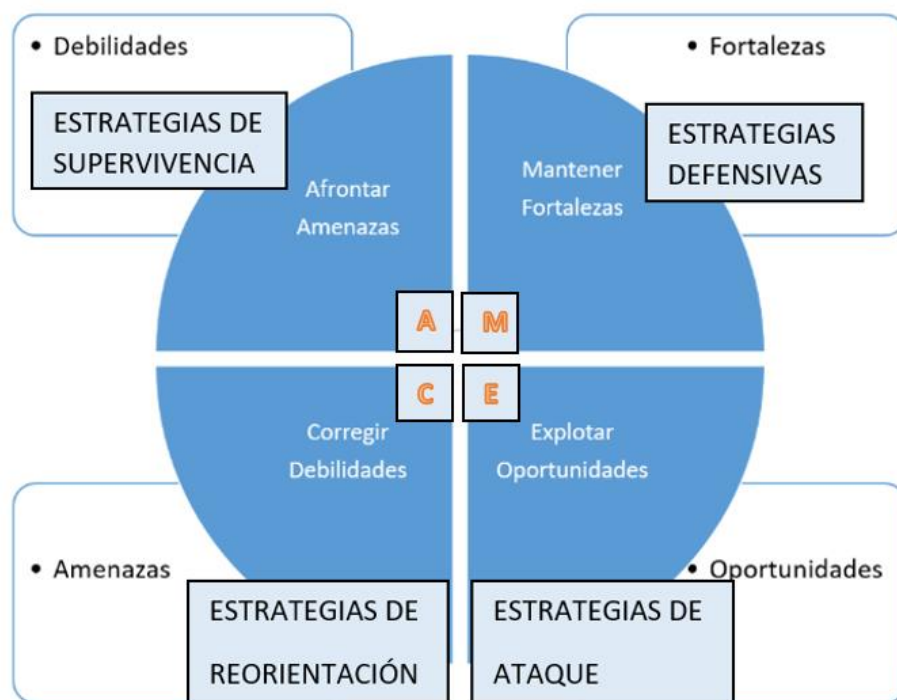 • Debilidades
ESTRATEGIAS DE
SUPERVIVENCIA
Afrontar
Amenazas
• Fortalezas
ESTRATEGIAS
DEFENSIVAS
Mantener
Fortalezas
A
M
C
E
Corregir
Debilidades
Explotar
Oportunidades
• Amenazas
ESTRATEGIAS DE
REORIENTACIÓN
• Oportunidades
ESTRATEGIAS DE
ATAQUE